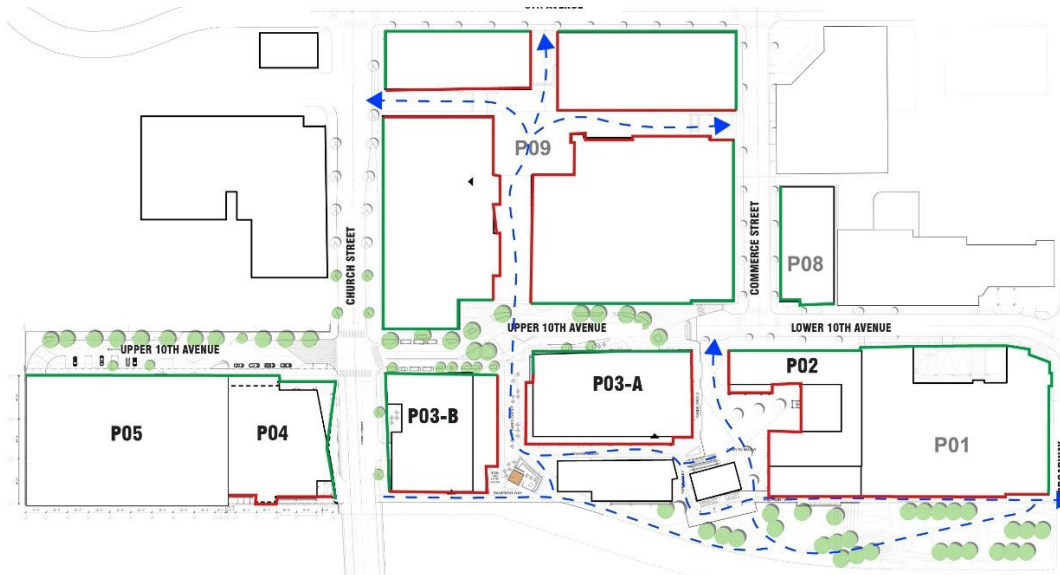 P09
CHURCH STREET
COMMERCE STREET
P08
UPPER 10TH AVENUE
LOWER 10TH AVENUE
UPPER 10TH AVENUE
P03-A
P02
P03-B
P05
P04
P01